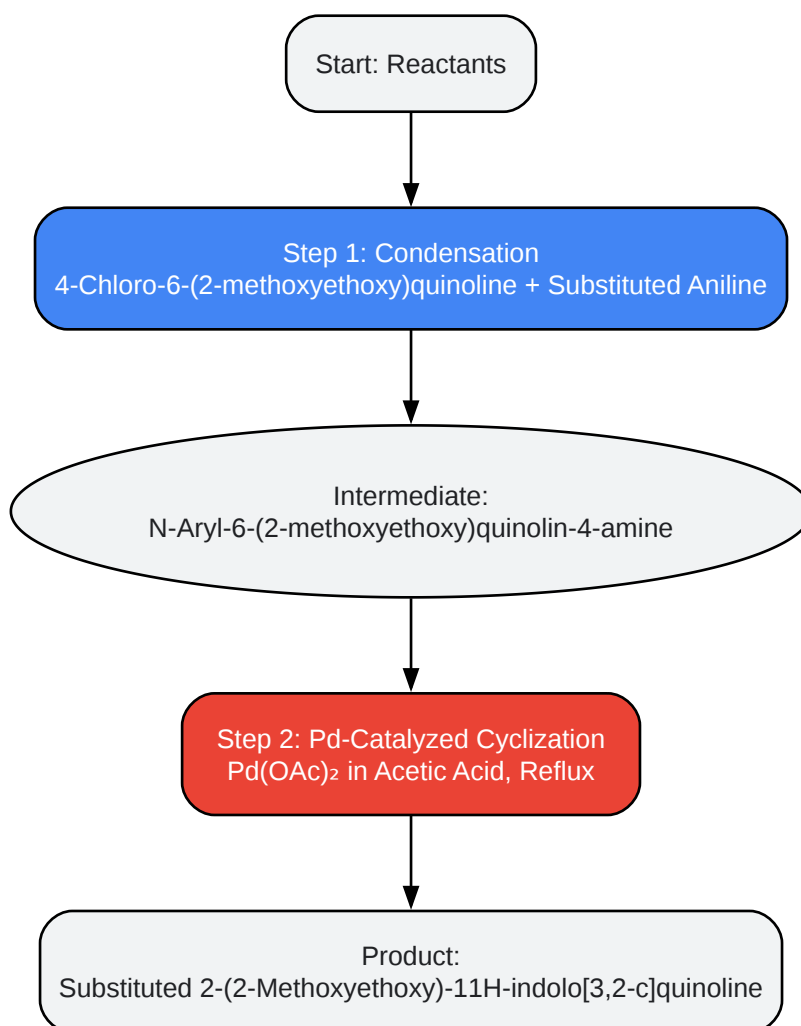 Start: Reactants
Step 1: Condensation
4-Chloro-6-(2-methoxyethoxy)quinoline + Substituted Aniline
Intermediate:
N-Aryl-6-(2-methoxyethoxy)quinolin-4-amine
Step 2: Pd-Catalyzed Cyclization
Pd(OAc)₂ in Acetic Acid, Reflux
Product:
Substituted 2-(2-Methoxyethoxy)-11H-indolo[3,2-c]quinoline